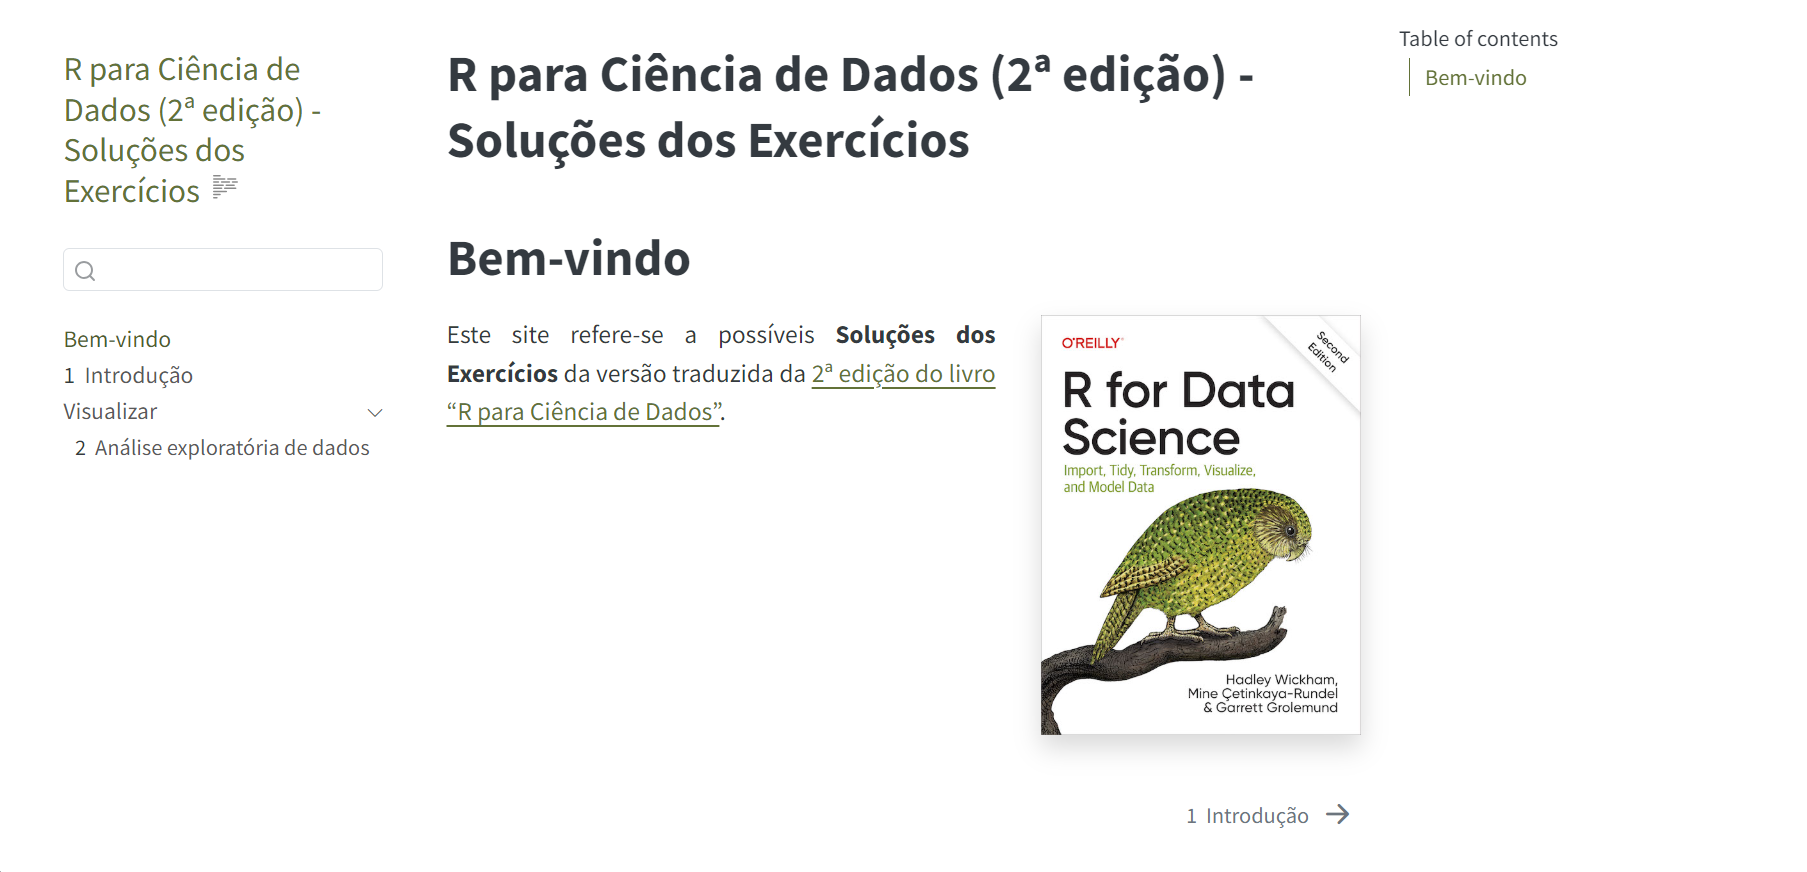 R para Ciência de
Dados (2ª edição) -
Soluções dos
Exercícios
Bem-vindo
1 Introdução
Visualizar
2 Análise exploratória de dados
R para Ciência de Dados (2ª edição) -
Soluções dos Exercícios
Bem-vindo
Este site refere-se a possíveis Soluções dos
Exercícios da versão traduzida da 2ª edição do livro
“R para Ciência de Dados”.
O'REILLY®
Second
Edition
R for Data
Science
Import, Tidy, Transform, Visualize,
and Model Data
Hadley Wickham,
Mine Çetinkaya-Rundel
& Garrett Grolemund
1 Introdução
Table of contents
Bem-vindo